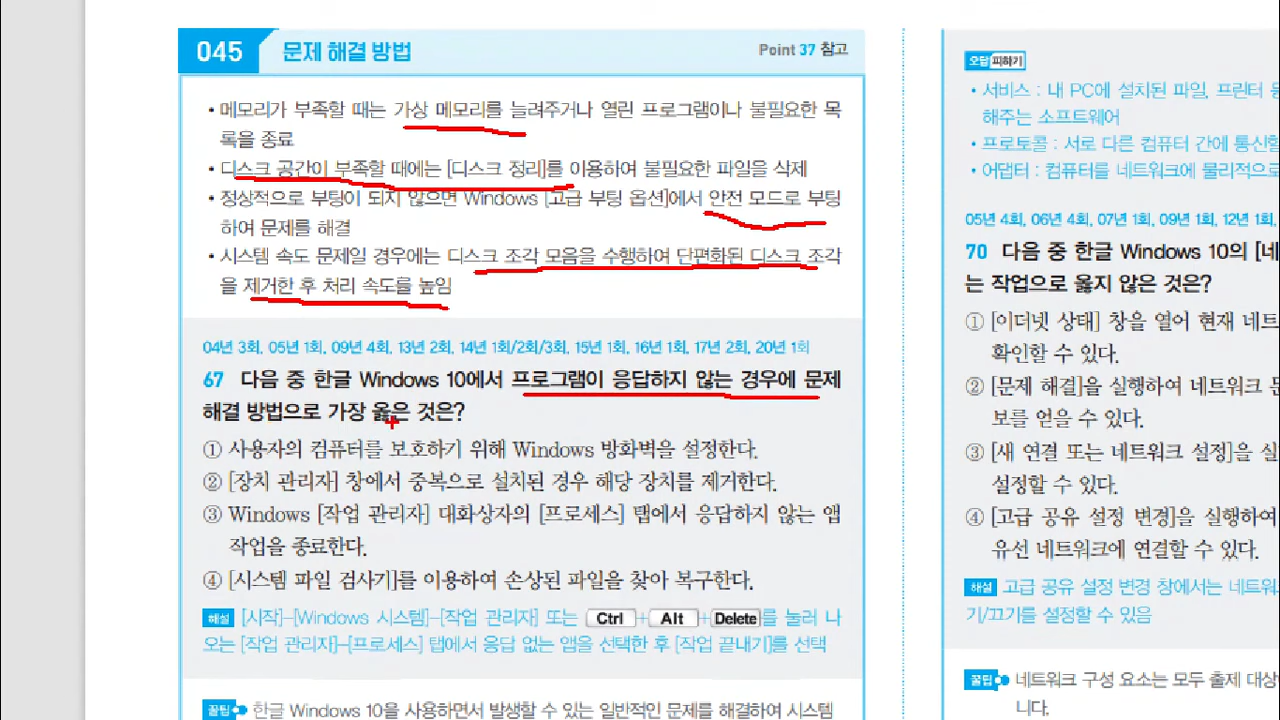 045 문제 해결 방법 Point 37 참고
• 메모리가 부족할 때는 가상 메모리를 늘려주거나 열린 프로그램이나 불필요한 목
록을 종료
• 디스크 공간이 부족할 때에는 [디스크 정리]를 이용하여 불필요한 파일을 삭제
• 정상적으로 부팅이 되지 않으면 Windows [고급 부팅 옵션]에서 안전 모드로 부팅
하여 문제를 해결
• 시스템 속도 문제일 경우에는 디스크 조각 모음을 수행하여 단편화된 디스크 조각
을 제거한 후 처리 속도를 높임
04년 3회, 05년 1회, 09년 4회, 13년 2회, 14년 1회/2회/3회, 15년 1회, 16년 1회, 17년 2회, 20년 1회
67 다음 중 한글 Windows 10에서 프로그램이 응답하지 않는 경우에 문제
해결 방법으로 가장 옳은 것은?
① 사용자의 컴퓨터를 보호하기 위해 Windows 방화벽을 설정한다.
② [장치 관리자] 창에서 중복으로 설치된 경우 해당 장치를 제거한다.
③ Windows [작업 관리자] 대화상자의 [프로세스] 탭에서 응답하지 않는 앱
작업을 종료한다.
④ [시스템 파일 검사기]를 이용하여 손상된 파일을 찾아 복구한다.
해설 [시작]-[Windows 시스템]-[작업 관리자] 또는 Ctrl+Alt+Delete를 눌러 나
오는 [작업 관리자]-[프로세스] 탭에서 응답 없는 앱을 선택한 후 [작업 끝내기]를 선택
꿀팁 한글 Windows 10을 사용하면서 발생할 수 있는 일반적인 문제를 해결하여 시스템
오답 피하기
• 서비스 : 내 PC에 설치된 파일, 프린터
해주는 소프트웨어
• 프로토콜 : 서로 다른 컴퓨터 간에 통신할
• 어댑터 : 컴퓨터를 네트워크에 물리적으로
05년 4회, 06년 4회, 07년 1회, 09년 1회, 12년 1회,
70 다음 중 한글 Windows 10의 [네
는 작업으로 옳지 않은 것은?
① [이더넷 상태] 창을 열어 현재 네트
확인할 수 있다.
② [문제 해결]을 실행하여 네트워크 문
보를 얻을 수 있다.
③ [새 연결 또는 네트워크 설정]을 실
설정할 수 있다.
④ [고급 공유 설정 변경]을 실행하여
유선 네트워크에 연결할 수 있다.
해설 고급 공유 설정 변경 창에서는 네트워
기/끄기를 설정할 수 있음
꿀팁 네트워크 구성 요소는 모두 출제 대상
니다.